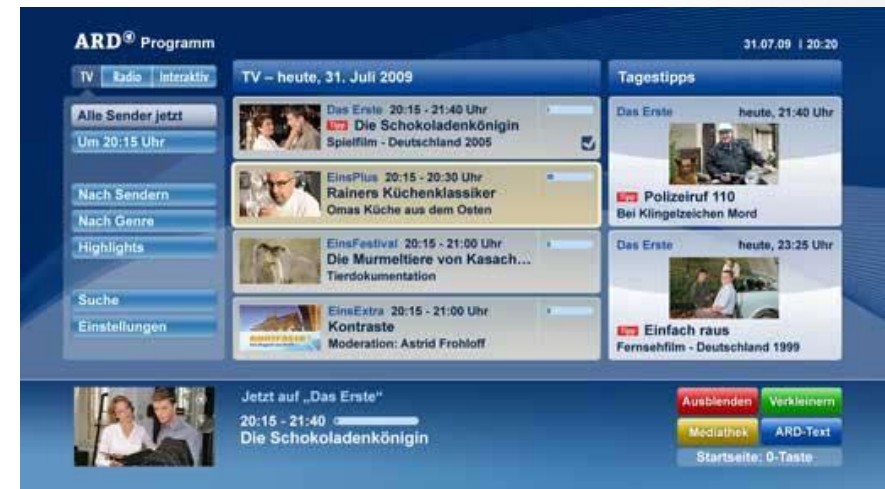 ARD Programm
31.07.09 | 20:20
TV Radio Interaktiv
Alle Sender jetzt
Um 20:15 Uhr
Nach Sendern
Nach Genre
Highlights
Suche
Einstellungen
TV – heute, 31. Juli 2009
Das Erste 20:15 - 21:40 Uhr
Tipp Die Schokoladenkönigin
Spielfilm - Deutschland 2005
EinsPlus 20:15 - 20:30 Uhr
Rainers Küchenklassiker
Omas Küche aus dem Osten
EinsFestival 20:15 - 21:00 Uhr
Die Murmeltiere von Kasach...
Tierdokumentation
EinsExtra 20:15 - 21:00 Uhr
Kontraste
Moderation: Astrid Frohloff
KONTRASTE
Tagestipps
Das Erste heute, 21:40 Uhr
Tipp Polizeiruf 110
Bei Klingelzeichen Mord
Das Erste heute, 23:25 Uhr
Tipp Einfach raus
Fernsehfilm - Deutschland 1999
Jetzt auf „Das Erste“
20:15 - 21:40
Die Schokoladenkönigin
Ausblenden Verkleinern
Mediathek ARD-Text
Startseite: 0-Taste